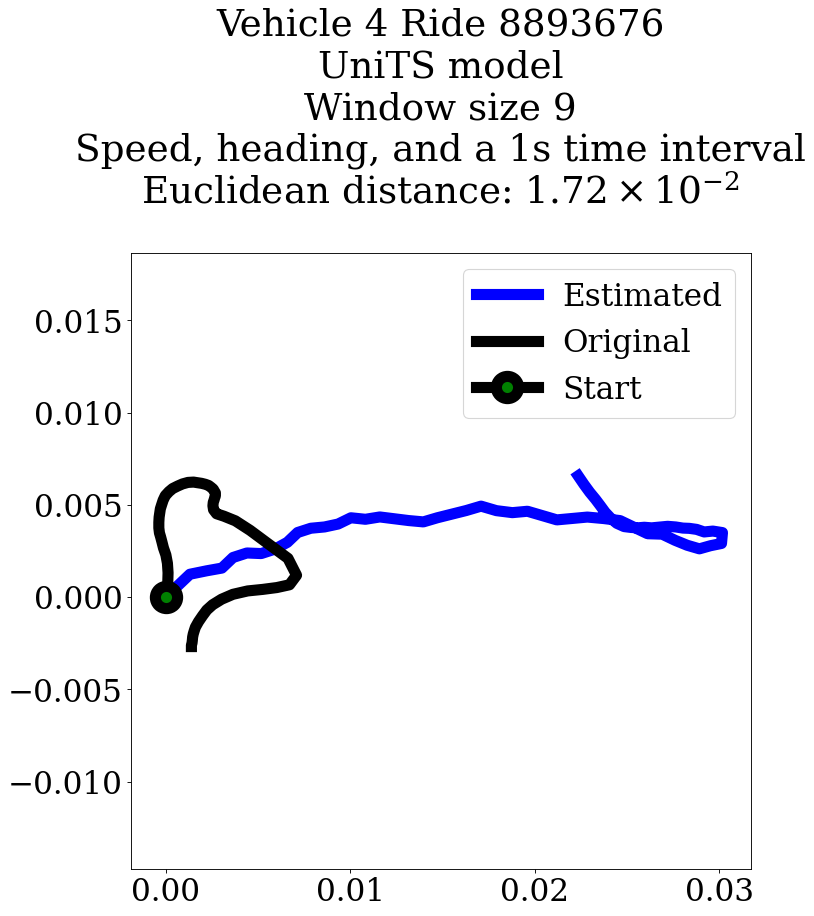 Vehicle 4 Ride 8893676
UniTS model
Window size 9
Speed, heading, and a 1s time interval
Euclidean distance: 1.72 × 10⁻²
Estimated
Original
Start
0.015
0.010
0.005
0.000
−0.005
−0.010
0.00 0.01 0.02 0.03